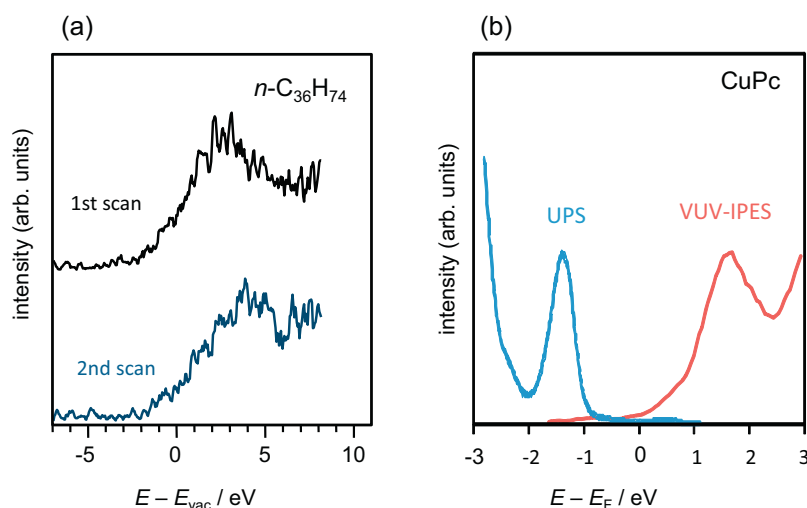 (a)
n-C₃₆H₇₄
1st scan
2nd scan
intensity (arb. units)
-5 0 5 10
E – Eᵥₐc / eV
(b)
CuPc
UPS
VUV-IPES
intensity (arb. units)
-3 -2 -1 0 1 2 3
E – E_F / eV